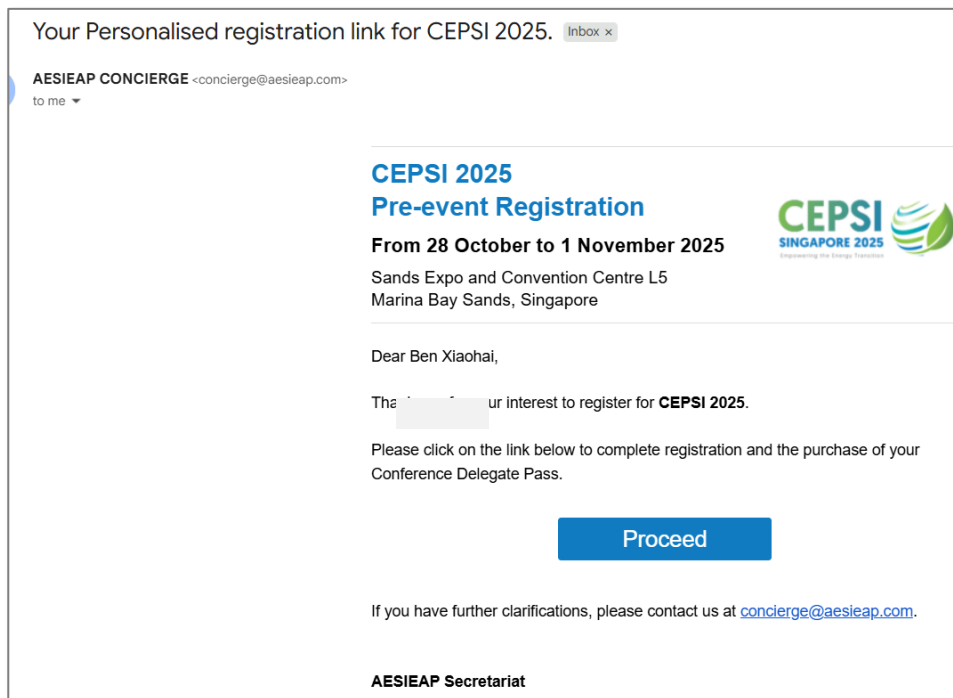 Your Personalised registration link for CEPSI 2025. Inbox ×
AESIEAP CONCIERGE <concierge@aesieap.com>
to me
CEPSI 2025
Pre-event Registration
CEPSI
SINGAPORE 2025
Empowering the Energy Transition
From 28 October to 1 November 2025
Sands Expo and Convention Centre L5
Marina Bay Sands, Singapore
Dear Ben Xiaohai,
interest to register for CEPSI 2025.
Please click on the link below to complete registration and the purchase of your
Conference Delegate Pass.
Proceed
If you have further clarifications, please contact us at concierge@aesieap.com.
AESIEAP Secretariat